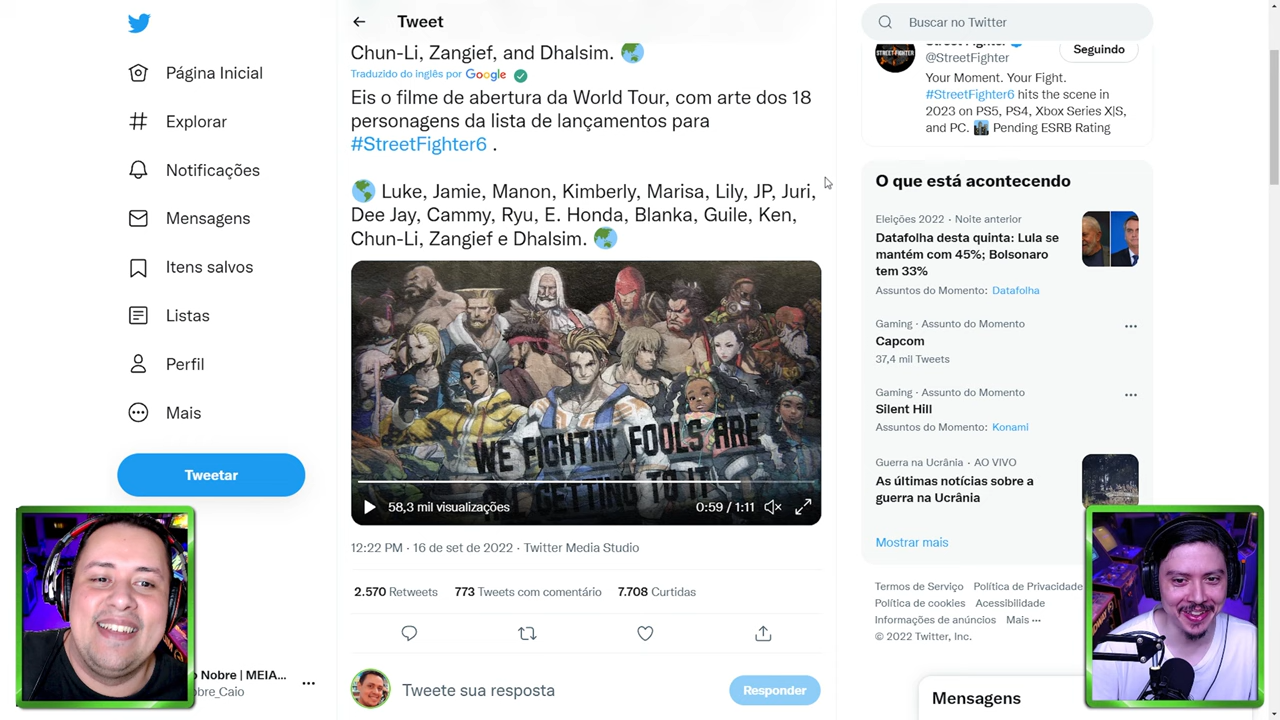 Tweet
Buscar no Twitter
Página Inicial
Explorar
Notificações
Mensagens
Itens salvos
Listas
Perfil
Mais
Tweetar
Nobre | MEIA...
obre_Caio
Chun-Li, Zangief, and Dhalsim.
Traduzido do inglês por Google
Eis o filme de abertura da World Tour, com arte dos 18
personagens da lista de lançamentos para
#StreetFighter6 .
Luke, Jamie, Manon, Kimberly, Marisa, Lily, JP, Juri,
Dee Jay, Cammy, Ryu, E. Honda, Blanka, Guile, Ken,
Chun-Li, Zangief e Dhalsim.
WE FIGHTIN' FOOLS ARE
GETTING TO IT
58,3 mil visualizações
0:59 / 1:11
12:22 PM · 16 de set de 2022 · Twitter Media Studio
2.570 Retweets 773 Tweets com comentário 7.708 Curtidas
Tweete sua resposta
Responder
Street Fighter
@StreetFighter
Seguindo
Your Moment. Your Fight.
#StreetFighter6 hits the scene in
2023 on PS5, PS4, Xbox Series X|S,
and PC. Pending ESRB Rating
O que está acontecendo
Eleições 2022 · Noite anterior
Datafolha desta quinta: Lula se
mantém com 45%; Bolsonaro
tem 33%
Assuntos do Momento: Datafolha
Gaming · Assunto do Momento
Capcom
37,4 mil Tweets
Gaming · Assunto do Momento
Silent Hill
Assuntos do Momento: Konami
Guerra na Ucrânia · AO VIVO
As últimas notícias sobre a
guerra na Ucrânia
Mostrar mais
Termos de Serviço Política de Privacidade
Política de cookies Acessibilidade
Informações de anúncios Mais ···
© 2022 Twitter, Inc.
Mensagens